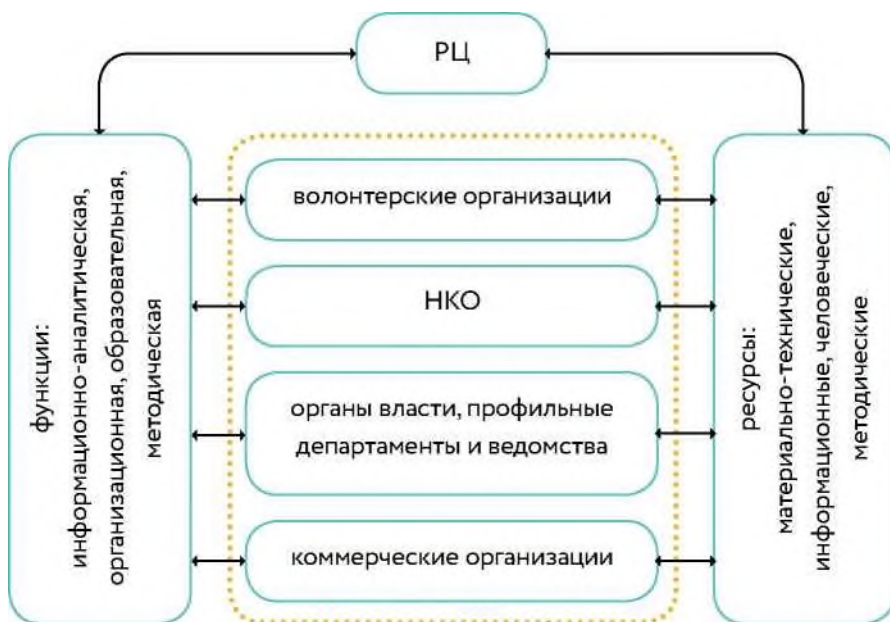 РЦ
функции:
информационно-аналитическая,
организационная, образовательная,
методическая
волонтерские организации
НКО
органы власти, профильные
департаменты и ведомства
коммерческие организации
ресурсы:
материально-технические,
информационные, человеческие,
методические